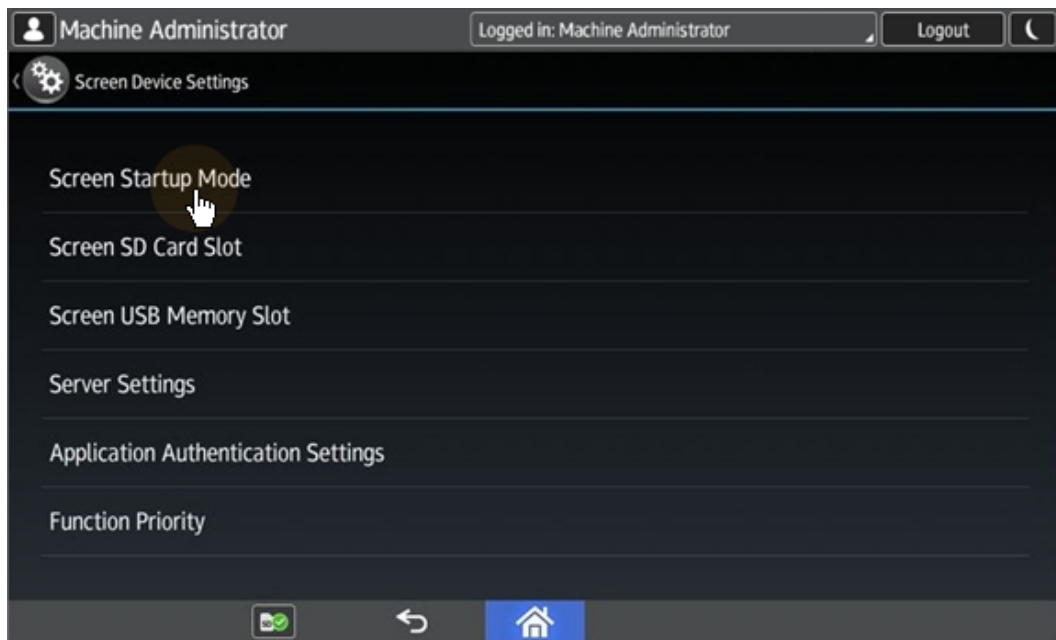 Machine Administrator
Logged in: Machine Administrator
Logout
Screen Device Settings
Screen Startup Mode
Screen SD Card Slot
Screen USB Memory Slot
Server Settings
Application Authentication Settings
Function Priority